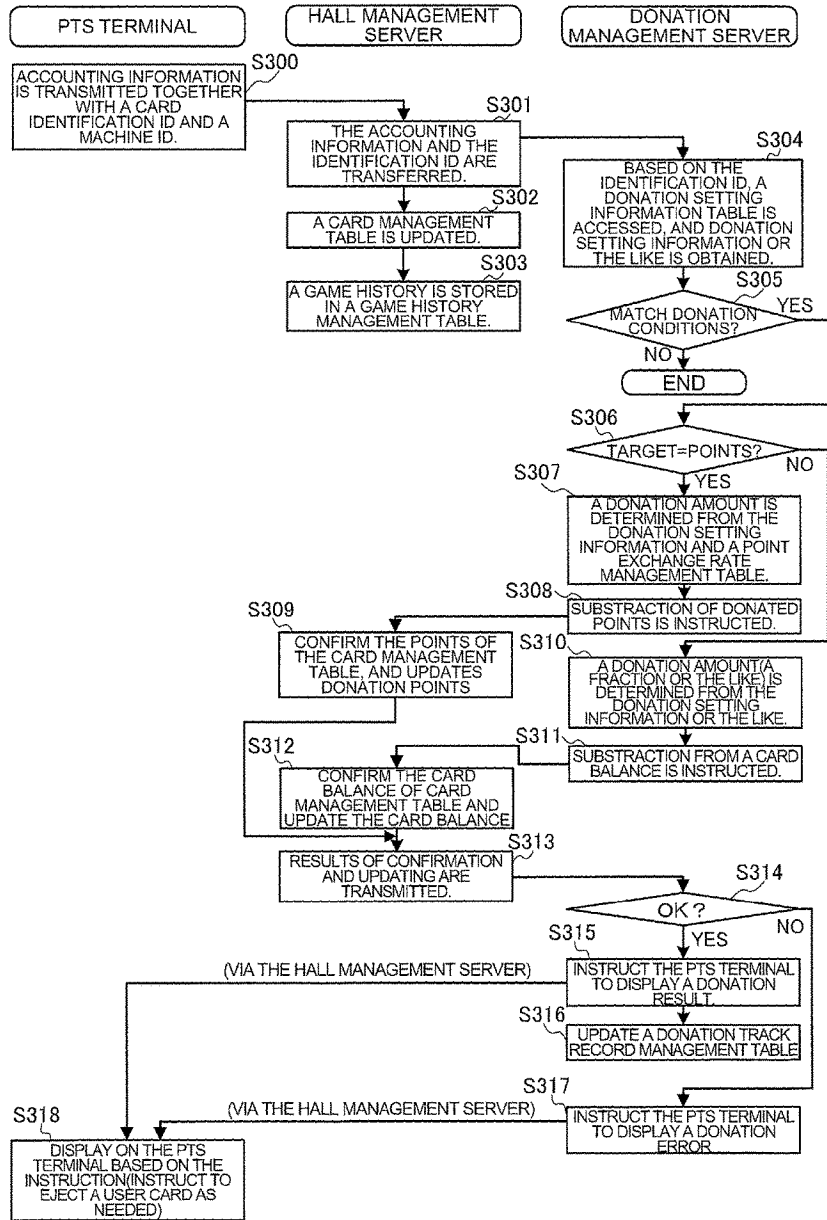 PTS TERMINAL
HALL MANAGEMENT
SERVER
DONATION
MANAGEMENT SERVER
S300
ACCOUNTING INFORMATION
IS TRANSMITTED TOGETHER
WITH A CARD
IDENTIFICATION ID AND A
MACHINE ID.
S301
THE ACCOUNTING
INFORMATION AND THE
IDENTIFICATION ID ARE
TRANSFERRED.
S302
A CARD MANAGEMENT
TABLE IS UPDATED.
S303
A GAME HISTORY IS STORED
IN A GAME HISTORY
MANAGEMENT TABLE.
S304
BASED ON THE
IDENTIFICATION ID, A
DONATION SETTING
INFORMATION TABLE IS
ACCESSED, AND DONATION
SETTING INFORMATION OR
THE LIKE IS OBTAINED.
S305
MATCH DONATION
CONDITIONS?
YES
NO
END
S306
TARGET=POINTS?
NO
YES
S307
A DONATION AMOUNT IS
DETERMINED FROM THE
DONATION SETTING
INFORMATION AND A POINT
EXCHANGE RATE
MANAGEMENT TABLE.
S308
SUBSTRACTION OF DONATED
POINTS IS INSTRUCTED.
S309
CONFIRM THE POINTS OF
THE CARD MANAGEMENT
TABLE, AND UPDATES
DONATION POINTS
S310
A DONATION AMOUNT(A
FRACTION OR THE LIKE) IS
DETERMINED FROM THE
DONATION SETTING
INFORMATION OR THE LIKE.
S311
SUBSTRACTION FROM A CARD
BALANCE IS INSTRUCTED.
S312
CONFIRM THE CARD
BALANCE OF CARD
MANAGEMENT TABLE AND
UPDATE THE CARD BALANCE
S313
RESULTS OF CONFIRMATION
AND UPDATING ARE
TRANSMITTED.
S314
OK?
NO
YES
S315
(VIA THE HALL MANAGEMENT SERVER)
INSTRUCT THE PTS TERMINAL
TO DISPLAY A DONATION
RESULT.
S316
UPDATE A DONATION TRACK
RECORD MANAGEMENT TABLE
S317
(VIA THE HALL MANAGEMENT SERVER)
INSTRUCT THE PTS TERMINAL
TO DISPLAY A DONATION
ERROR
S318
DISPLAY ON THE PTS
TERMINAL BASED ON THE
INSTRUCTION(INSTRUCT TO
EJECT A USER CARD AS
NEEDED)